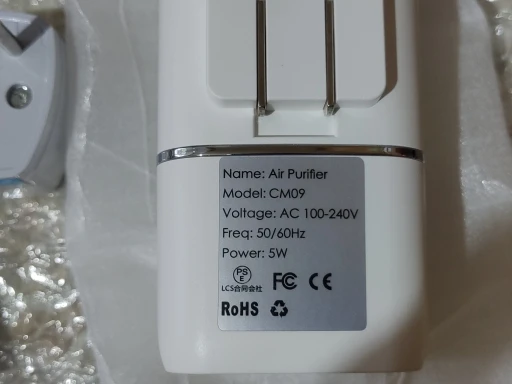 Name: Air Purifier
Model: CM09
Voltage: AC 100-240V
Freq: 50/60Hz
Power: 5W
PS
E
LCS合同会社
FC CE
RoHS